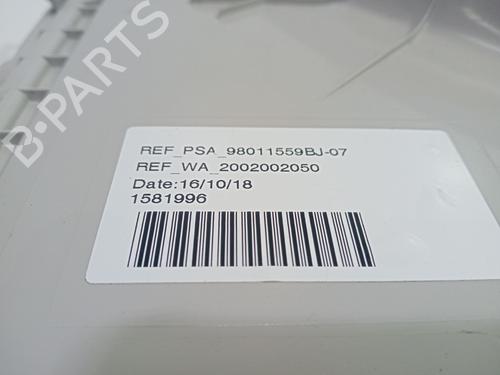 REF_PSA_98011559BJ-07
REF_WA_2002002050
Date:16/10/18
1581996
B-PARTS